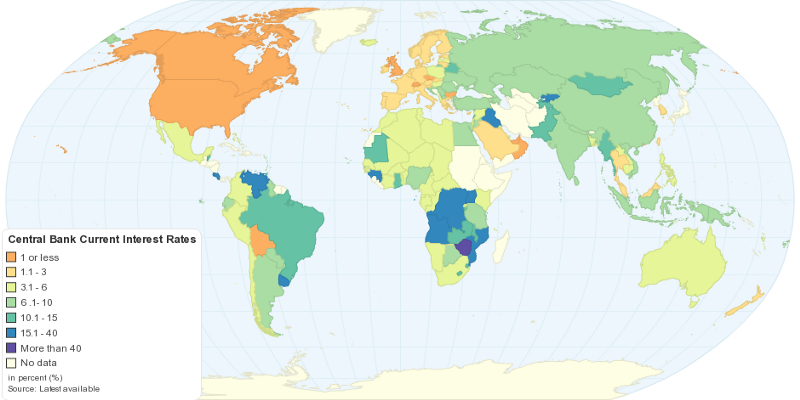 Central Bank Current Interest Rates
1 or less
1.1 - 3
3.1 - 6
6 .1- 10
10.1 - 15
15.1 - 40
More than 40
No data
in percent (%)
Source: Latest available